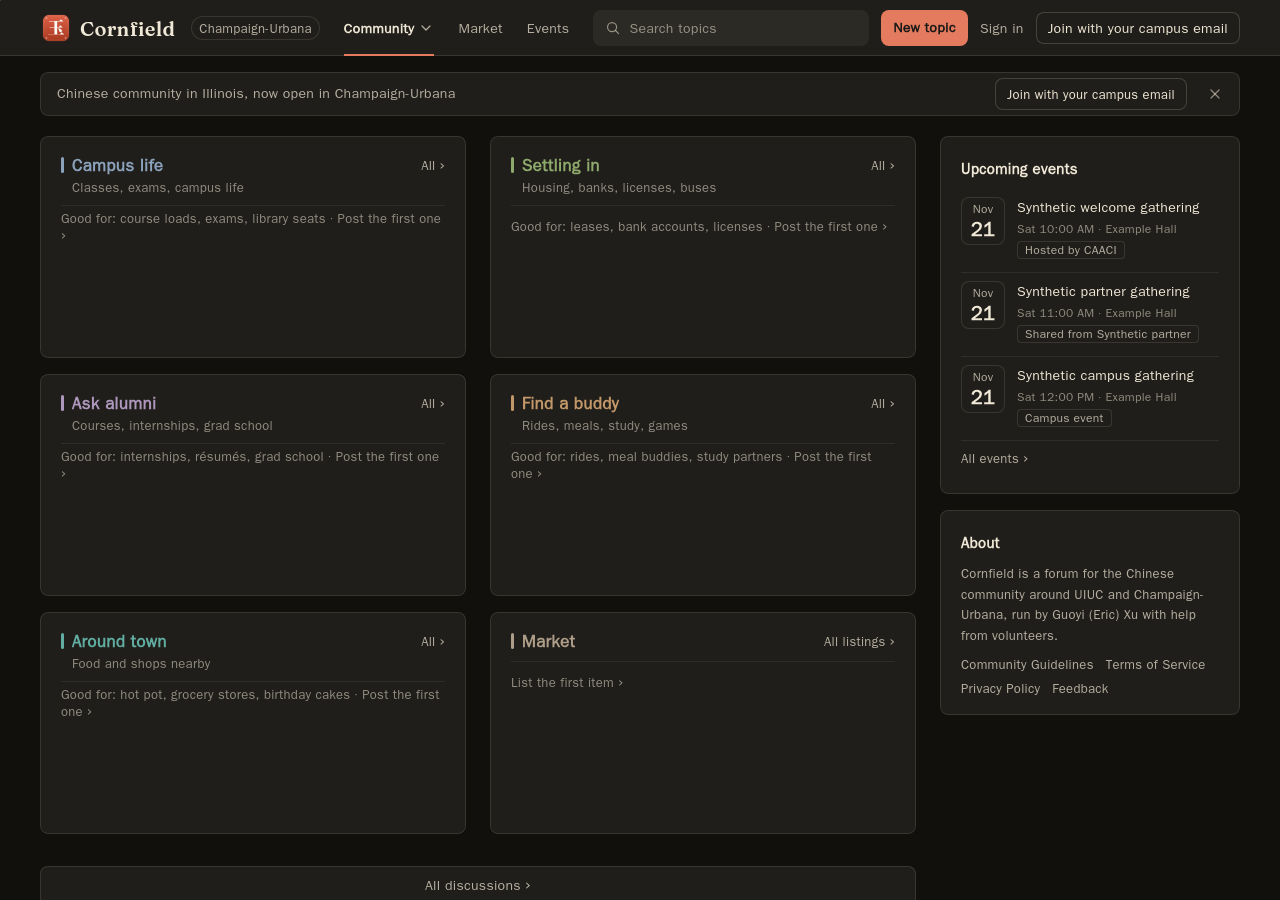 Cornfield
Champaign-Urbana
Community
Market
Events
Search topics
New topic
Sign in
Join with your campus email
Chinese community in Illinois, now open in Champaign-Urbana
Join with your campus email
Campus life
All ›
Classes, exams, campus life
Good for: course loads, exams, library seats · Post the first one
›
Settling in
All ›
Housing, banks, licenses, buses
Good for: leases, bank accounts, licenses · Post the first one ›
Ask alumni
All ›
Courses, internships, grad school
Good for: internships, résumés, grad school · Post the first one
›
Find a buddy
All ›
Rides, meals, study, games
Good for: rides, meal buddies, study partners · Post the first
one ›
Around town
All ›
Food and shops nearby
Good for: hot pot, grocery stores, birthday cakes · Post the first
one ›
Market
All listings ›
List the first item ›
All discussions ›
Upcoming events
Nov
21
Synthetic welcome gathering
Sat 10:00 AM · Example Hall
Hosted by CAACI
Nov
21
Synthetic partner gathering
Sat 11:00 AM · Example Hall
Shared from Synthetic partner
Nov
21
Synthetic campus gathering
Sat 12:00 PM · Example Hall
Campus event
All events ›
About
Cornfield is a forum for the Chinese
community around UIUC and Champaign-
Urbana, run by Guoyi (Eric) Xu with help
from volunteers.
Community Guidelines Terms of Service
Privacy Policy Feedback